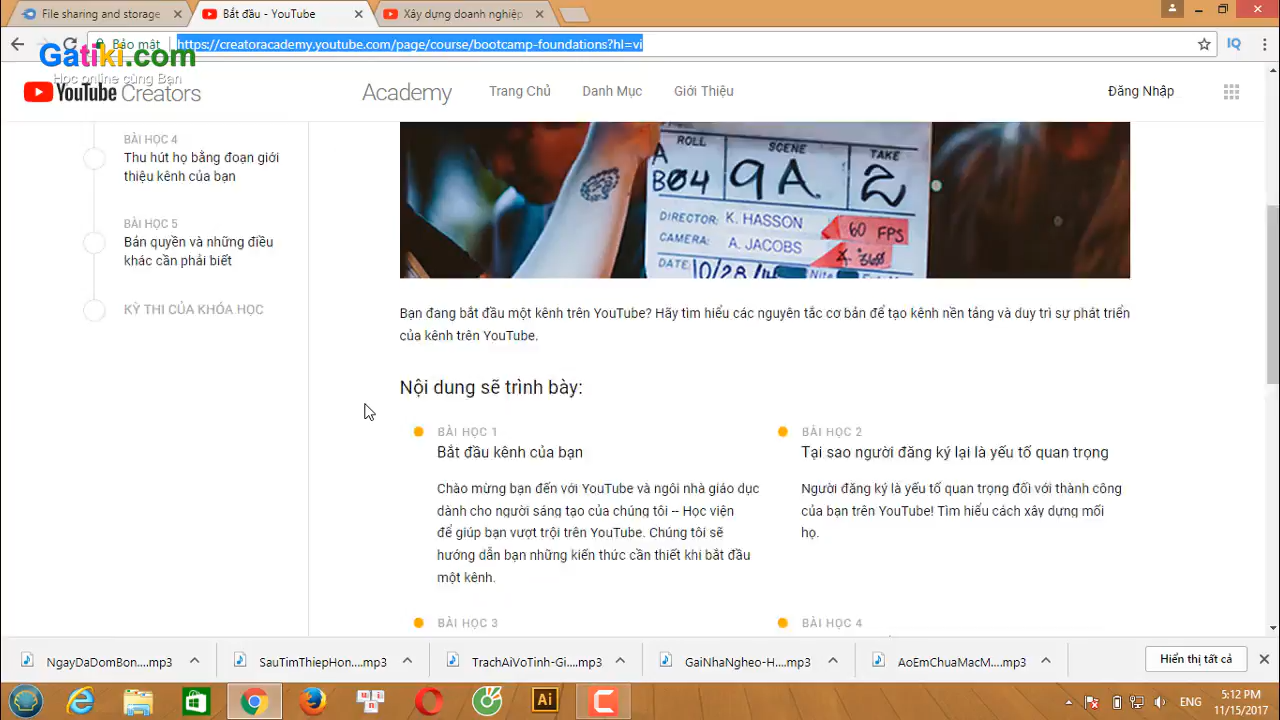 File sharing and storage
Bắt đầu - YouTube
Xây dựng doanh nghiệp
Bảo mật
https://creatoracademy.youtube.com/page/course/bootcamp-foundations?hl=vi
Gatiki.com
Học online cùng Bạn
YouTube Creators
Academy
Trang Chủ
Danh Mục
Giới Thiệu
Đăng Nhập
BÀI HỌC 4
Thu hút họ bằng đoạn giới
thiệu kênh của bạn
BÀI HỌC 5
Bản quyền và những điều
khác cần phải biết
KỲ THI CỦA KHÓA HỌC
ROLL
SCENE
TAKE
A
B04
9A
2
DIRECTOR: K. HASSON
CAMERA: A. JACOBS
60 FPS
DATE:
Bạn đang bắt đầu một kênh trên YouTube? Hãy tìm hiểu các nguyên tắc cơ bản để tạo kênh nền tảng và duy trì sự phát triển
của kênh trên YouTube.
Nội dung sẽ trình bày:
BÀI HỌC 1
Bắt đầu kênh của bạn
Chào mừng bạn đến với YouTube và ngôi nhà giáo dục
dành cho người sáng tạo của chúng tôi -- Học viện
để giúp bạn vượt trội trên YouTube. Chúng tôi sẽ
hướng dẫn bạn những kiến thức cần thiết khi bắt đầu
một kênh.
BÀI HỌC 2
Tại sao người đăng ký lại là yếu tố quan trọng
Người đăng ký là yếu tố quan trọng đối với thành công
của bạn trên YouTube! Tìm hiểu cách xây dựng mối
họ.
BÀI HỌC 3
BÀI HỌC 4
NgayDaDomBon....mp3
SauTimThiepHon....mp3
TrachAiVoTinh-Gi....mp3
GaiNhaNgheo-H....mp3
AoEmChuaMacM....mp3
Hiển thị tất cả
ENG
5:12 PM
11/15/2017